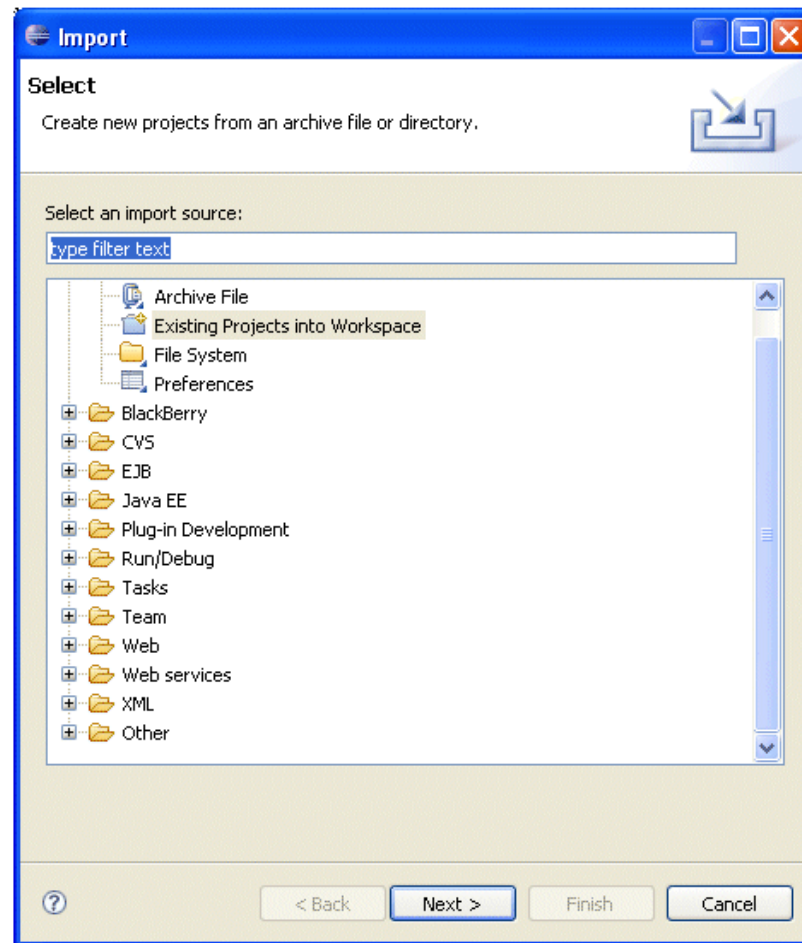 Import
Select
Create new projects from an archive file or directory.
Select an import source:
type filter text
Archive File
Existing Projects into Workspace
File System
Preferences
BlackBerry
CVS
EJB
Java EE
Plug-in Development
Run/Debug
Tasks
Team
Web
Web services
XML
Other
? < Back Next > Finish Cancel